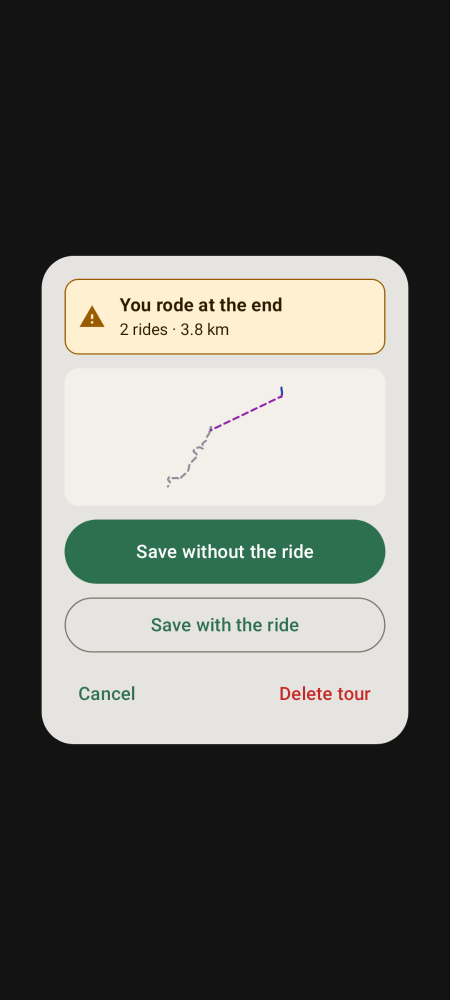 You rode at the end
2 rides · 3.8 km
Save without the ride
Save with the ride
Cancel
Delete tour